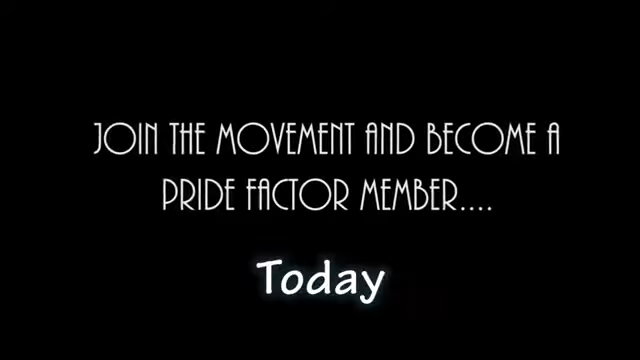 JOIN THE MOVEMENT AND BECOME A
PRIDE FACTOR MEMBER....
Today